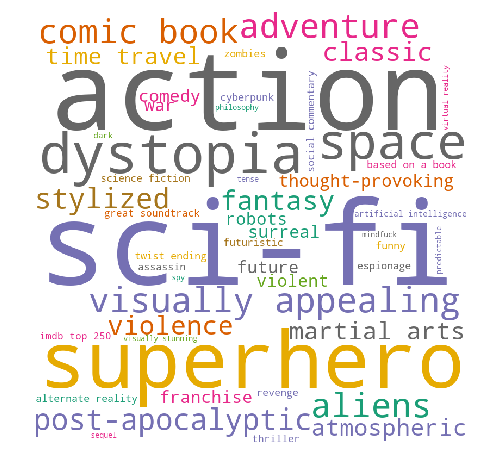 comic book
adventure
time travel
zombies
classic
action
comedy
war
cyberpunk
philosophy
social commentary
virtual reality
dark
dystopia
space
based on a book
science fiction
tense
thought-provoking
stylized
fantasy
great soundtrack
robots
artificial intelligence
surreal
mindfuck
futuristic
funny
predictable
sci-fi
twist ending
assassin
future
espionage
spy
violent
visually appealing
violence
martial arts
imdb top 250
visually stunning
superhero
alternate reality
franchise
revenge
aliens
post-apocalyptic
atmospheric
sequel
thriller